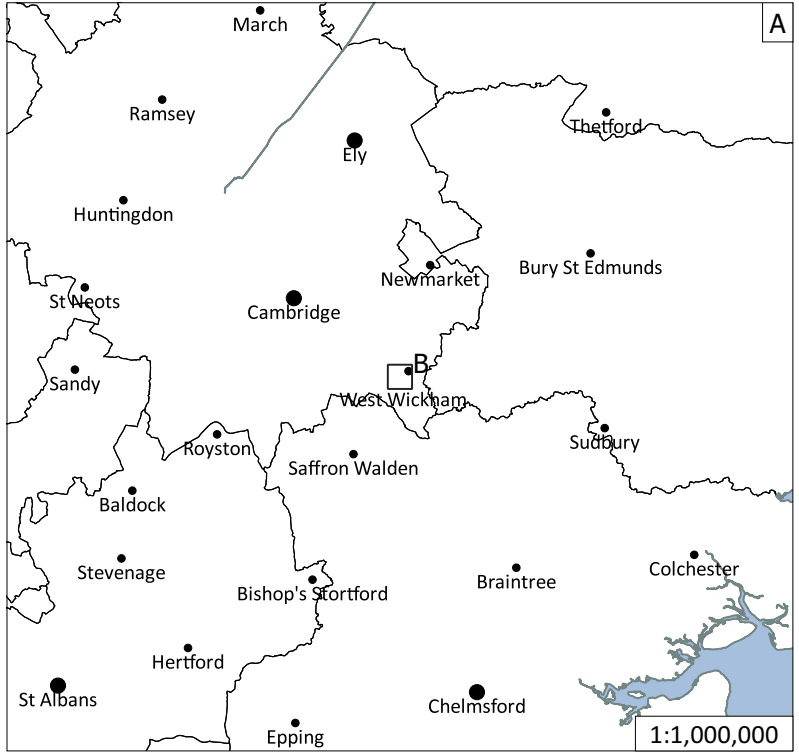 March
A
Ramsey
Thetford
Ely
Huntingdon
Newmarket
Bury St Edmunds
St Neots
Cambridge
B
Sandy
West Wickham
Royston
Saffron Walden
Sudbury
Baldock
Stevenage
Bishop's Stortford
Braintree
Colchester
Hertford
St Albans
Chelmsford
Epping
1:1,000,000